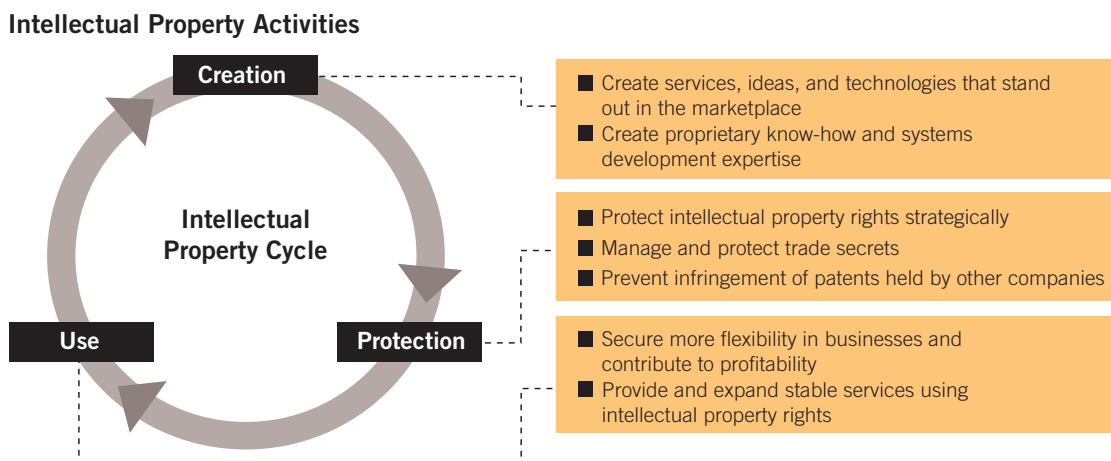 Intellectual Property Activities
Creation
Intellectual
Property Cycle
Use
Protection
■ Create services, ideas, and technologies that stand
out in the marketplace
■ Create proprietary know-how and systems
development expertise
■ Protect intellectual property rights strategically
■ Manage and protect trade secrets
■ Prevent infringement of patents held by other companies
■ Secure more flexibility in businesses and
contribute to profitability
■ Provide and expand stable services using
intellectual property rights